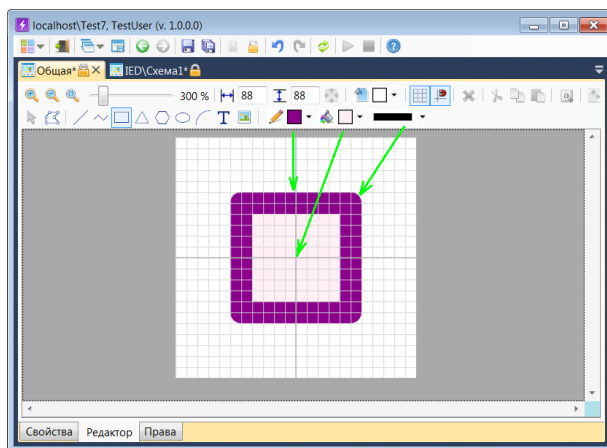 localhost\Test7, TestUser (v. 1.0.0.0)
Общая* IED\Схема1*
300 % 88 88
T
Свойства Редактор Права